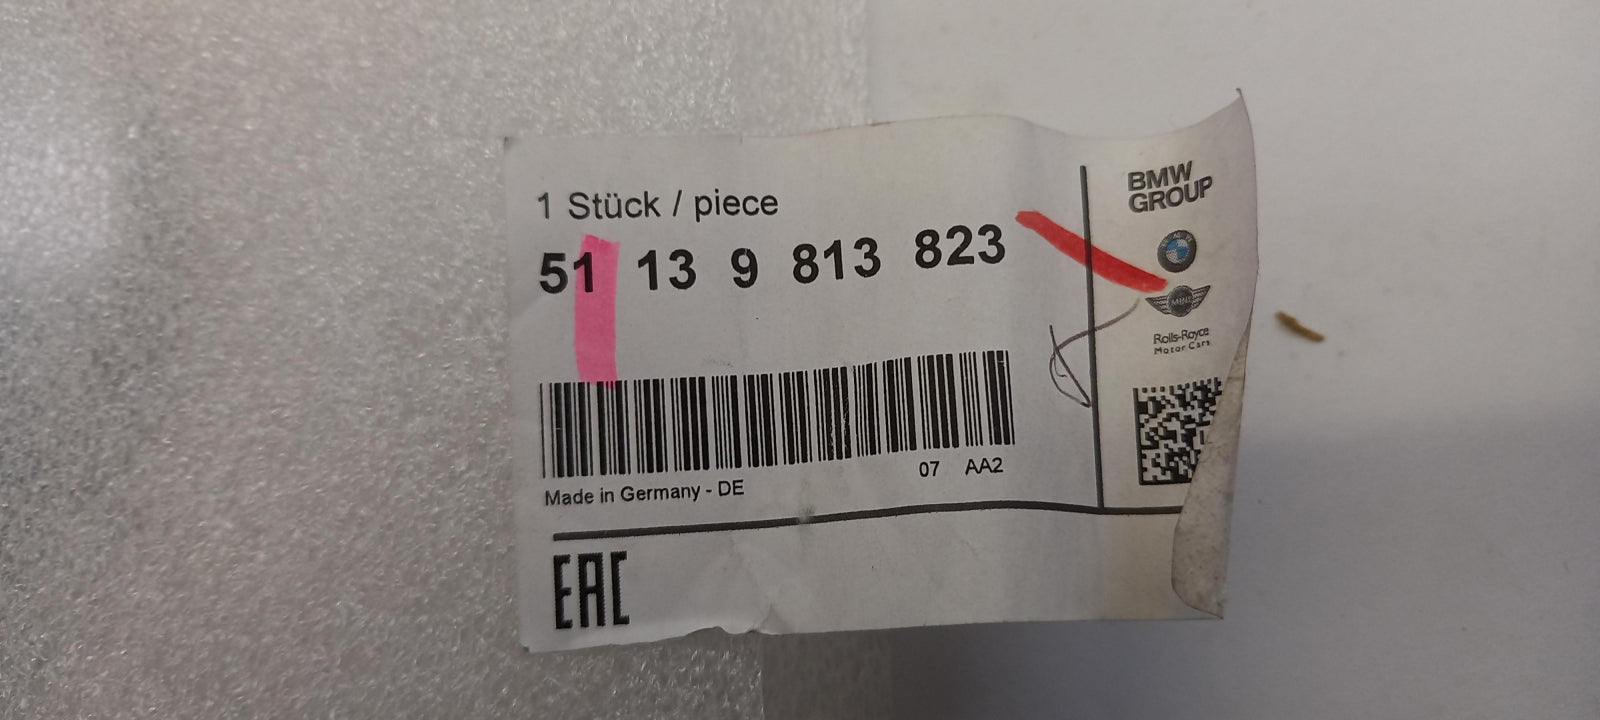 1 Stück / piece
51 13 9 813 823
07 AA2
Made in Germany - DE
EAC
BMW
GROUP
MINI
Rolls-Royce
Motor Cars